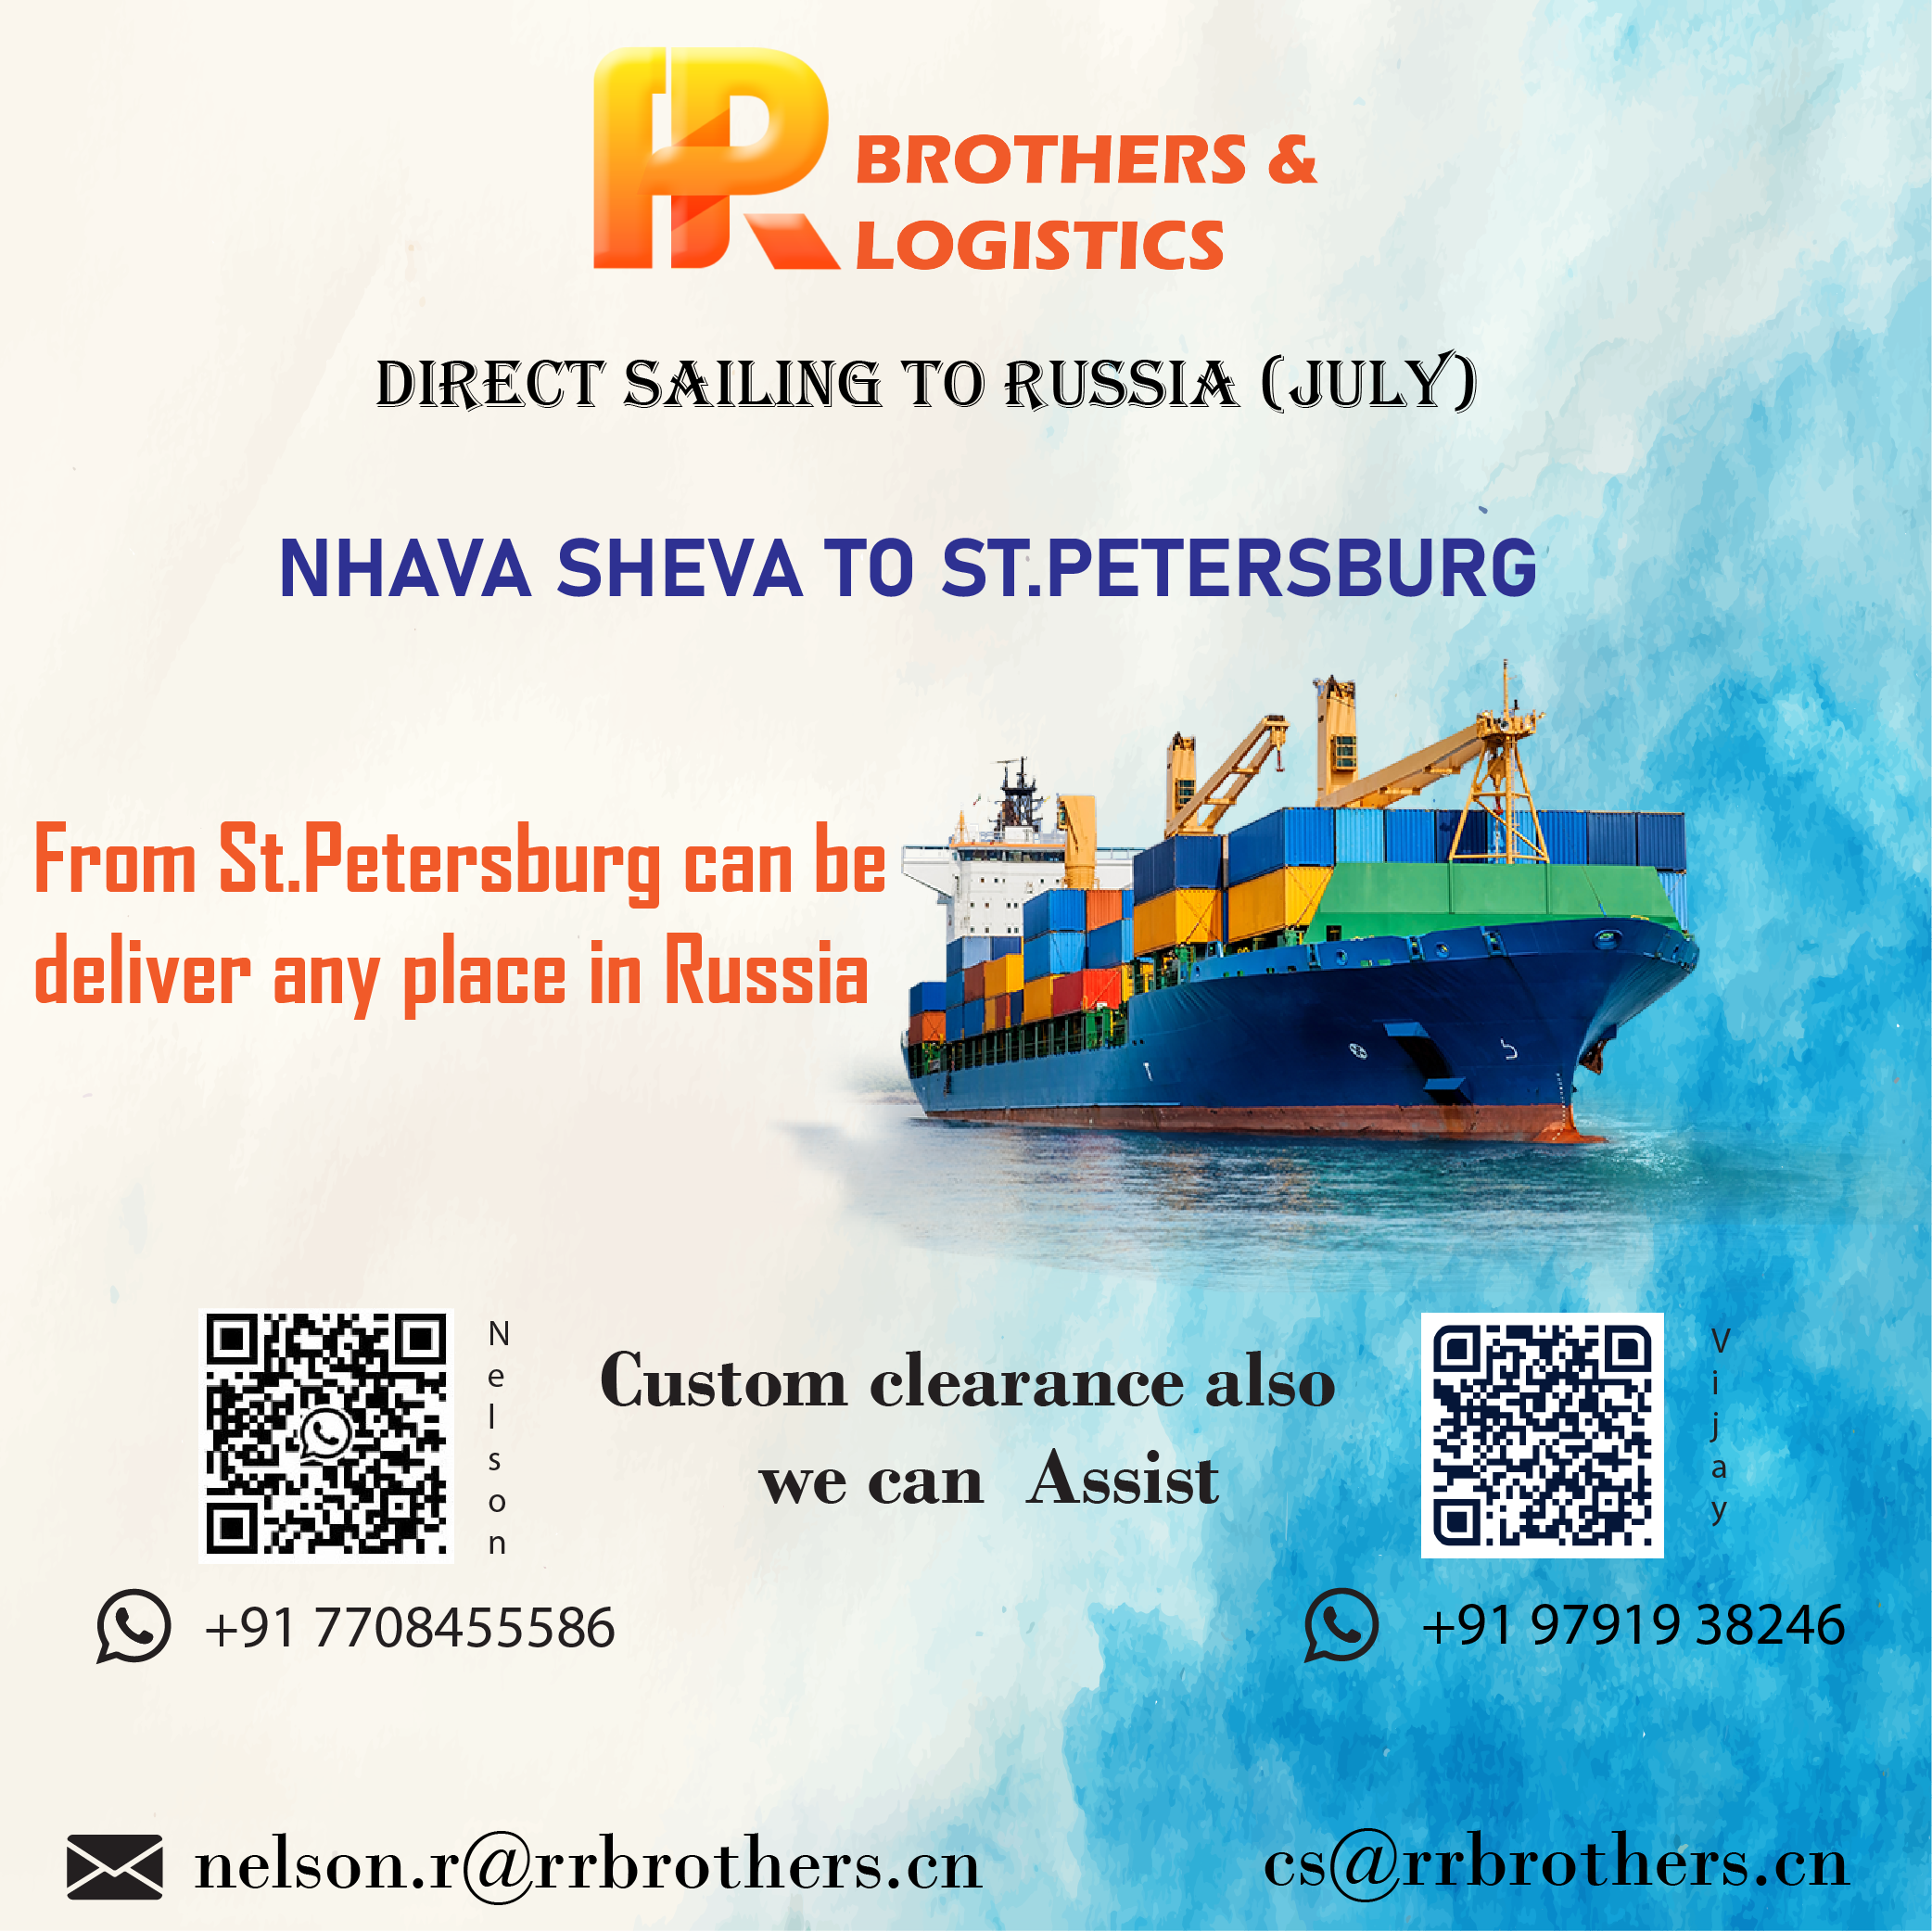 R BROTHERS &
LOGISTICS
DIRECT SAILING TO RUSSIA (JULY)
NHAVA SHEVA TO ST.PETERSBURG
From St.Petersburg can be
deliver any place in Russia
Nelson
Custom clearance also
we can Assist
Vijay
+91 7708455586
+91 97919 38246
nelson.r@rrbrothers.cn
cs@rrbrothers.cn